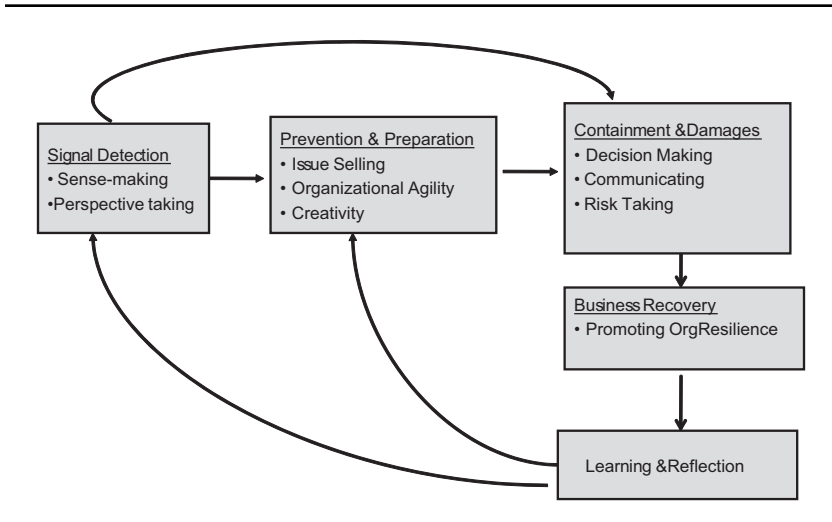 Signal Detection
• Sense-making
•Perspective taking
Prevention & Preparation
• Issue Selling
• Organizational Agility
• Creativity
Containment &Damages
• Decision Making
• Communicating
• Risk Taking
Business Recovery
• Promoting OrgResilience
Learning &Reflection